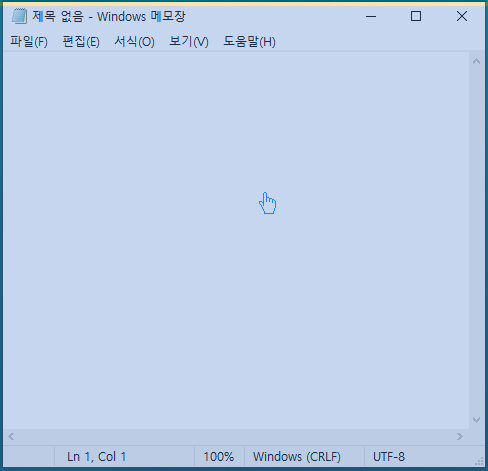 제목 없음 - Windows 메모장
파일(F) 편집(E) 서식(O) 보기(V) 도움말(H)
Ln 1, Col 1 100% Windows (CRLF) UTF-8